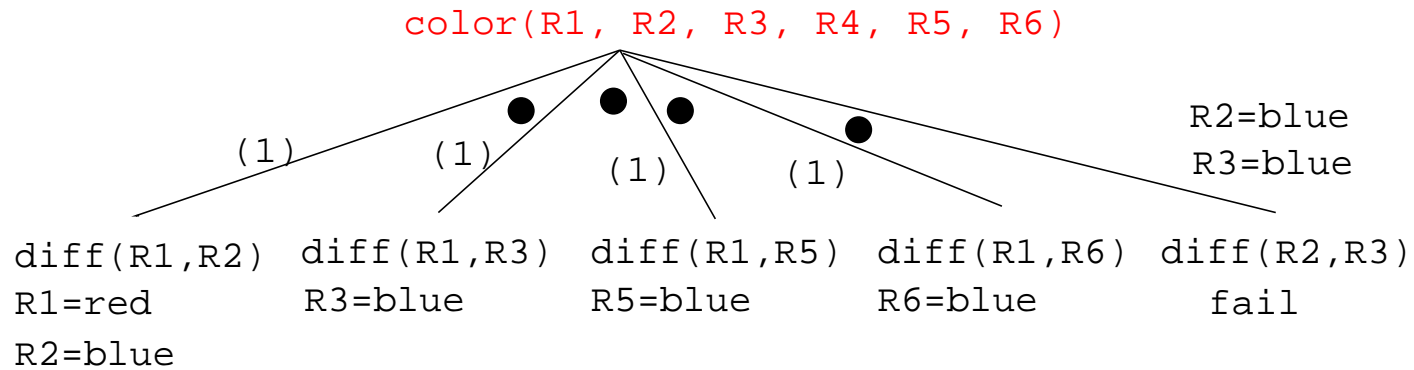 color(R1, R2, R3, R4, R5, R6)
R2=blue
R3=blue
(1)
(1)
(1)
(1)
diff(R1,R2)
R1=red
R2=blue
diff(R1,R3)
R3=blue
diff(R1,R5)
R5=blue
diff(R1,R6)
R6=blue
diff(R2,R3)
fail